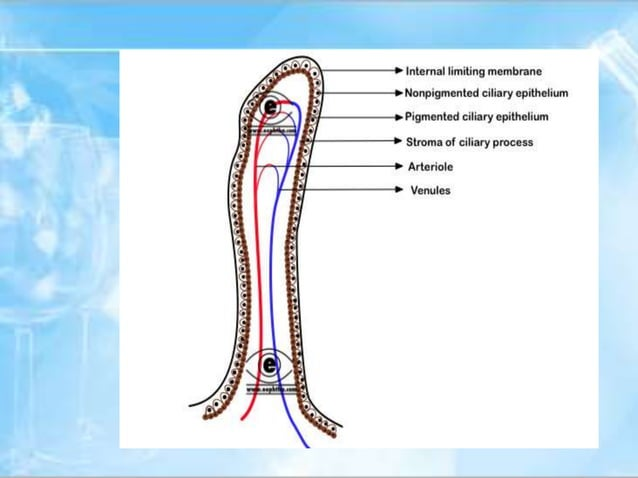 Internal limiting membrane
Nonpigmented ciliary epithelium
Pigmented ciliary epithelium
Stroma of ciliary process
Arteriole
Venules
e
e